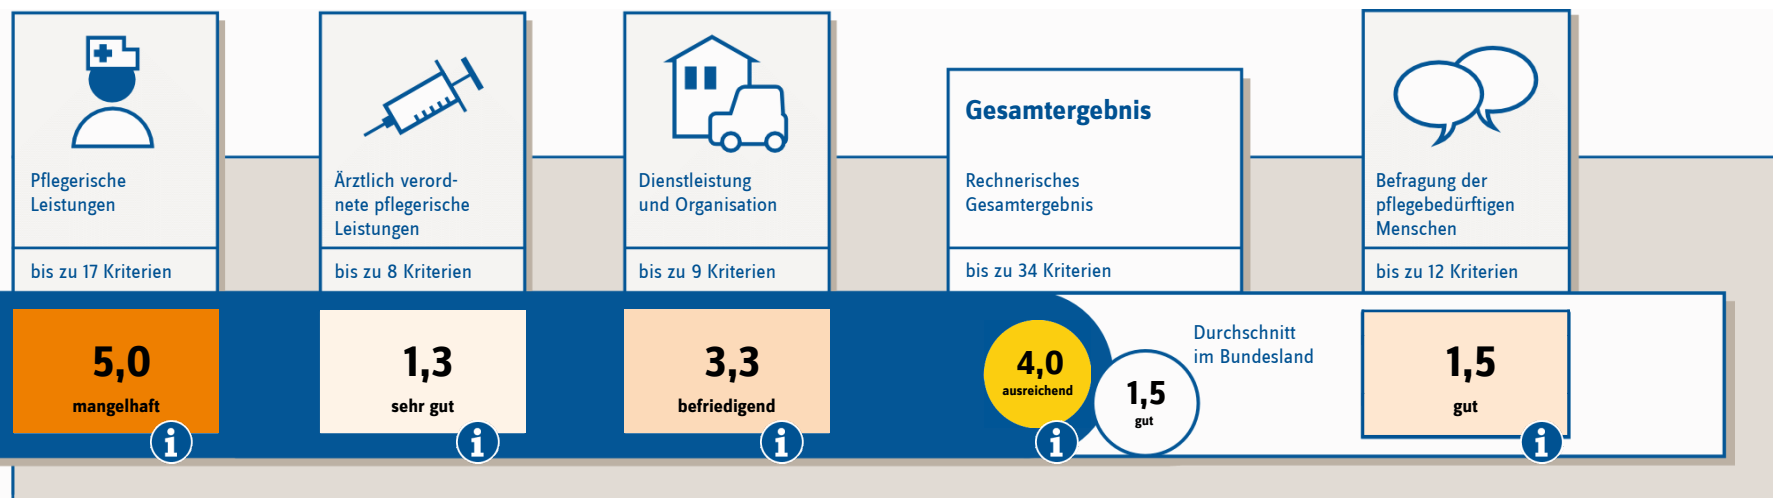 Pflegerische
Leistungen
bis zu 17 Kriterien
5,0
mangelhaft
i
Ärztlich verord-
nete pflegerische
Leistungen
bis zu 8 Kriterien
1,3
sehr gut
i
Dienstleistung
und Organisation
bis zu 9 Kriterien
3,3
befriedigend
i
Gesamtergebnis
Rechnerisches
Gesamtergebnis
bis zu 34 Kriterien
4,0
ausreichend
i
1,5
gut
Durchschnitt
im Bundesland
Befragung der
pflegebedürftigen
Menschen
bis zu 12 Kriterien
1,5
gut
i